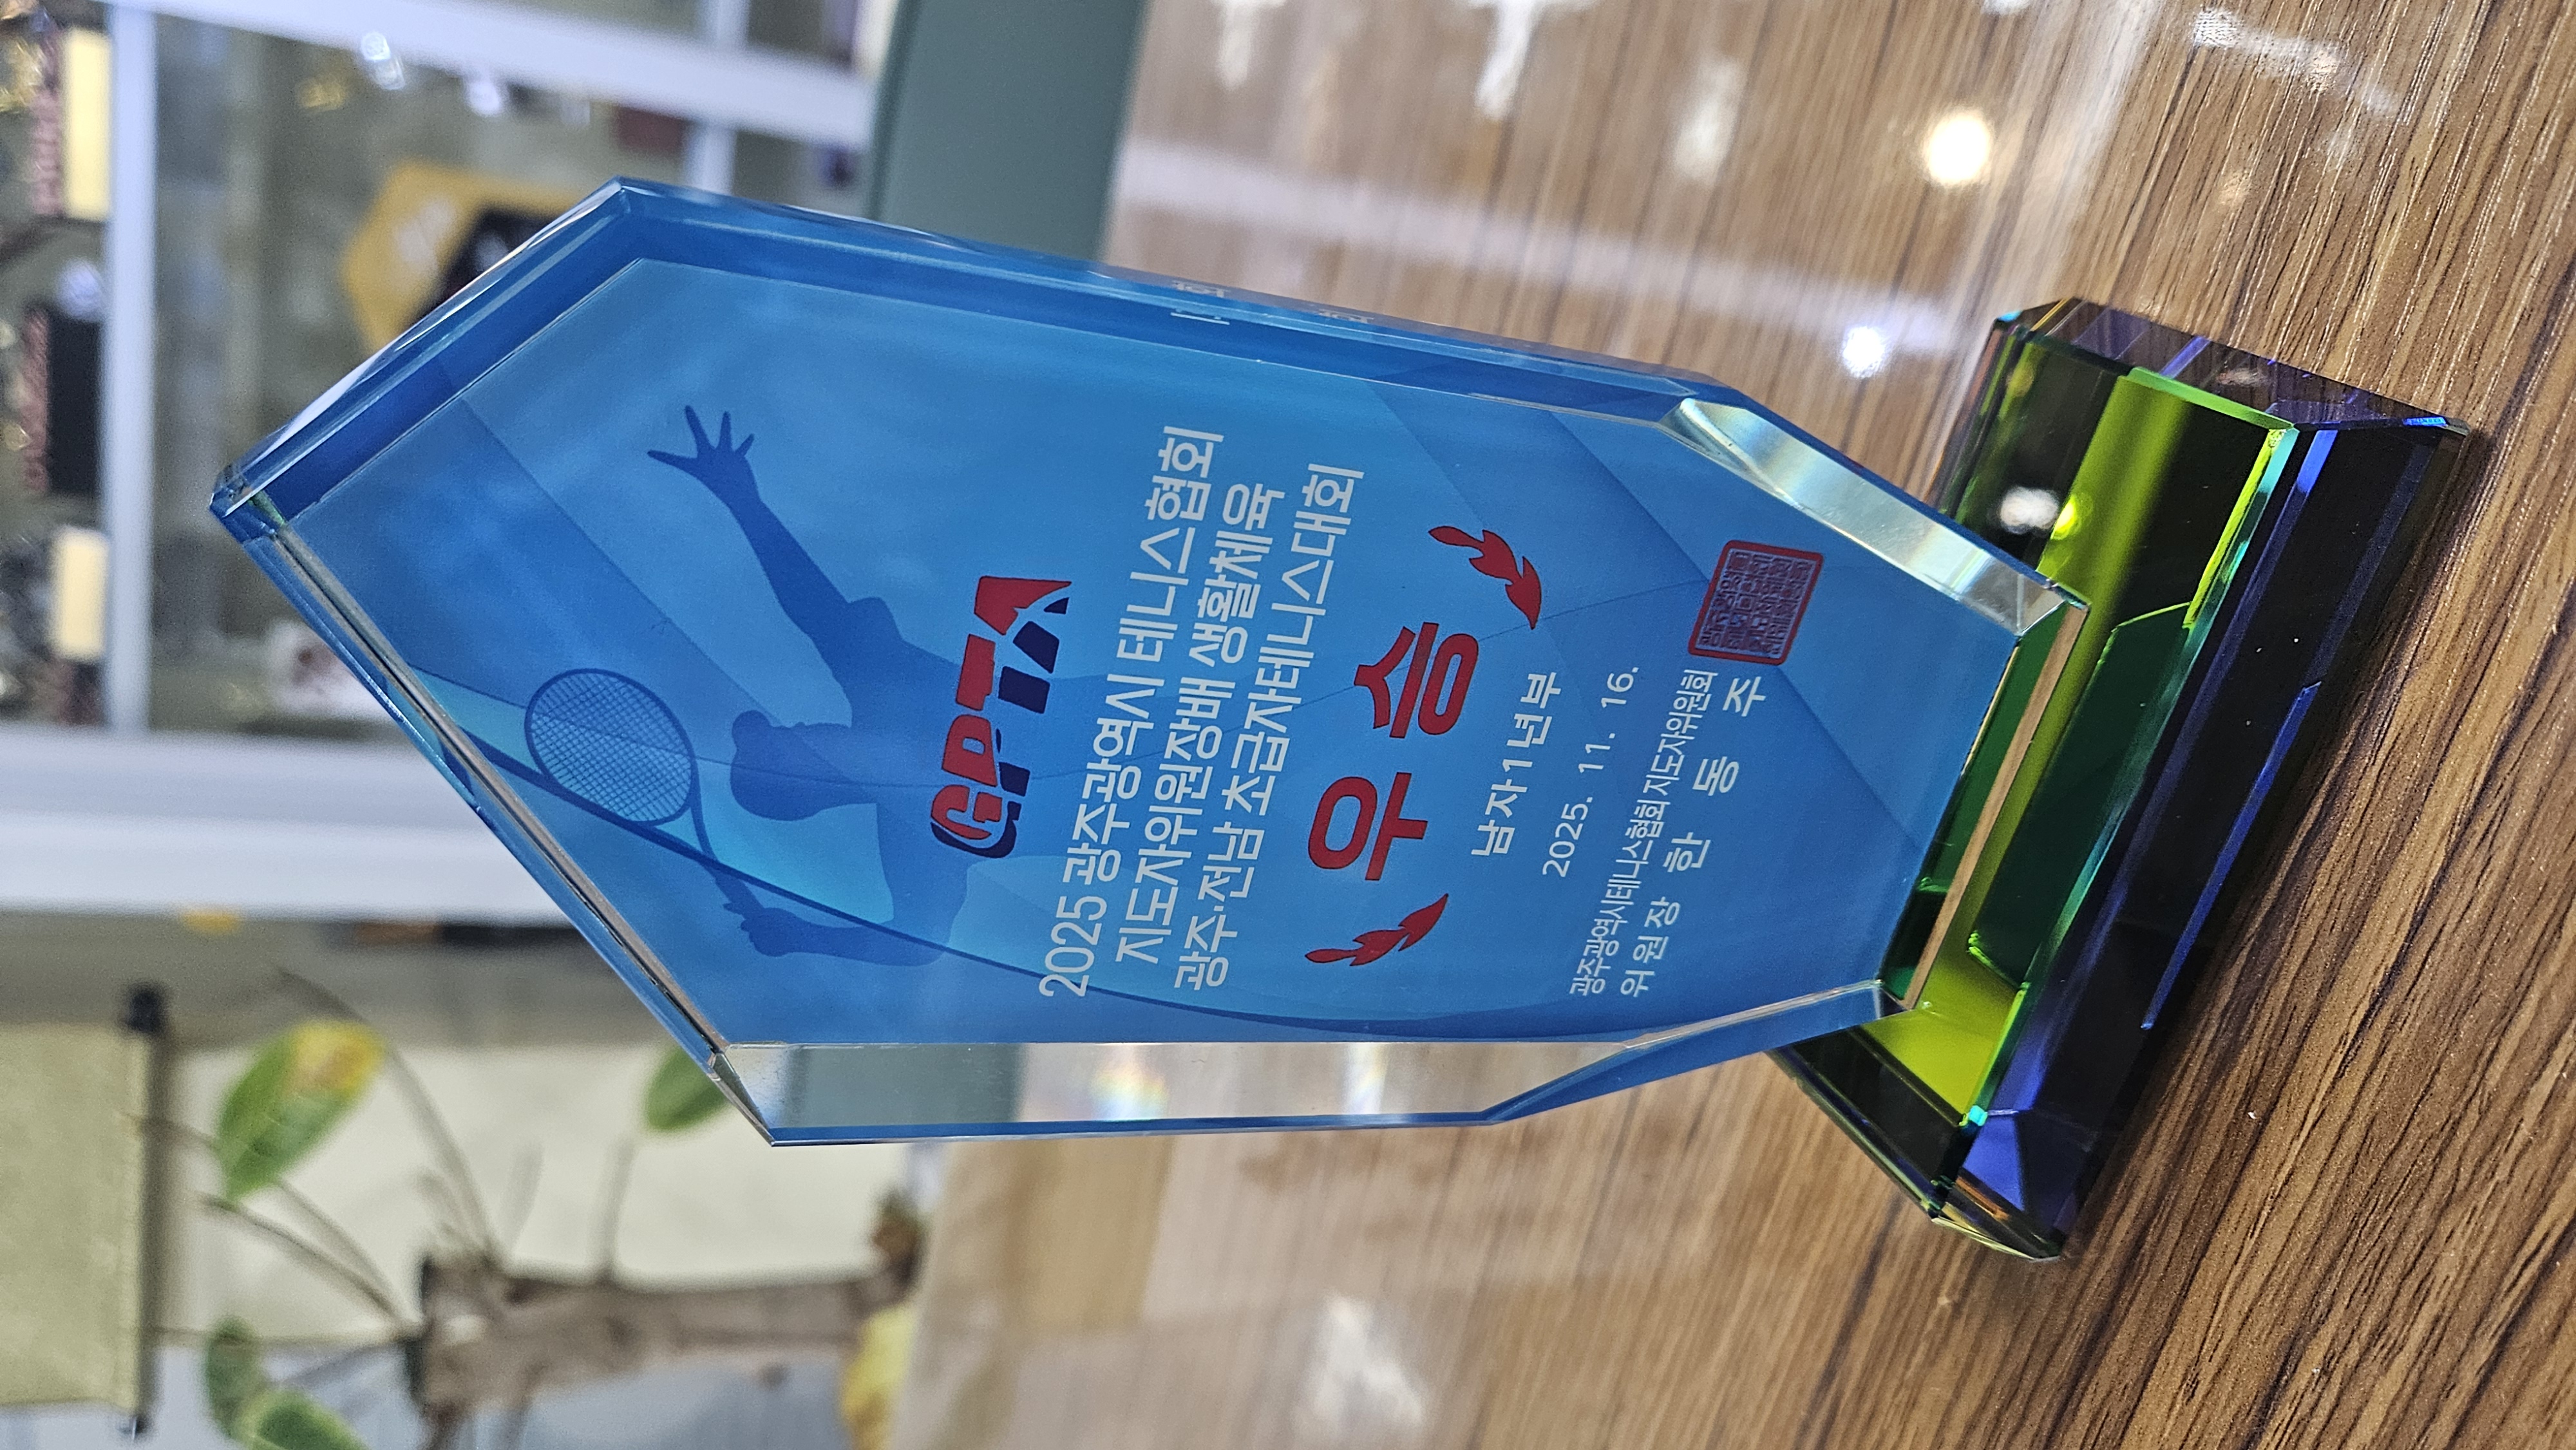 GPTA
2025 광주광역시 테니스협회
지도자위원장배 생활체육
광주·전남 초급자테니스대회
우승
남자1년부
2025. 11. 16.
광주광역시테니스협회 지도자위원회
위원장 한동주